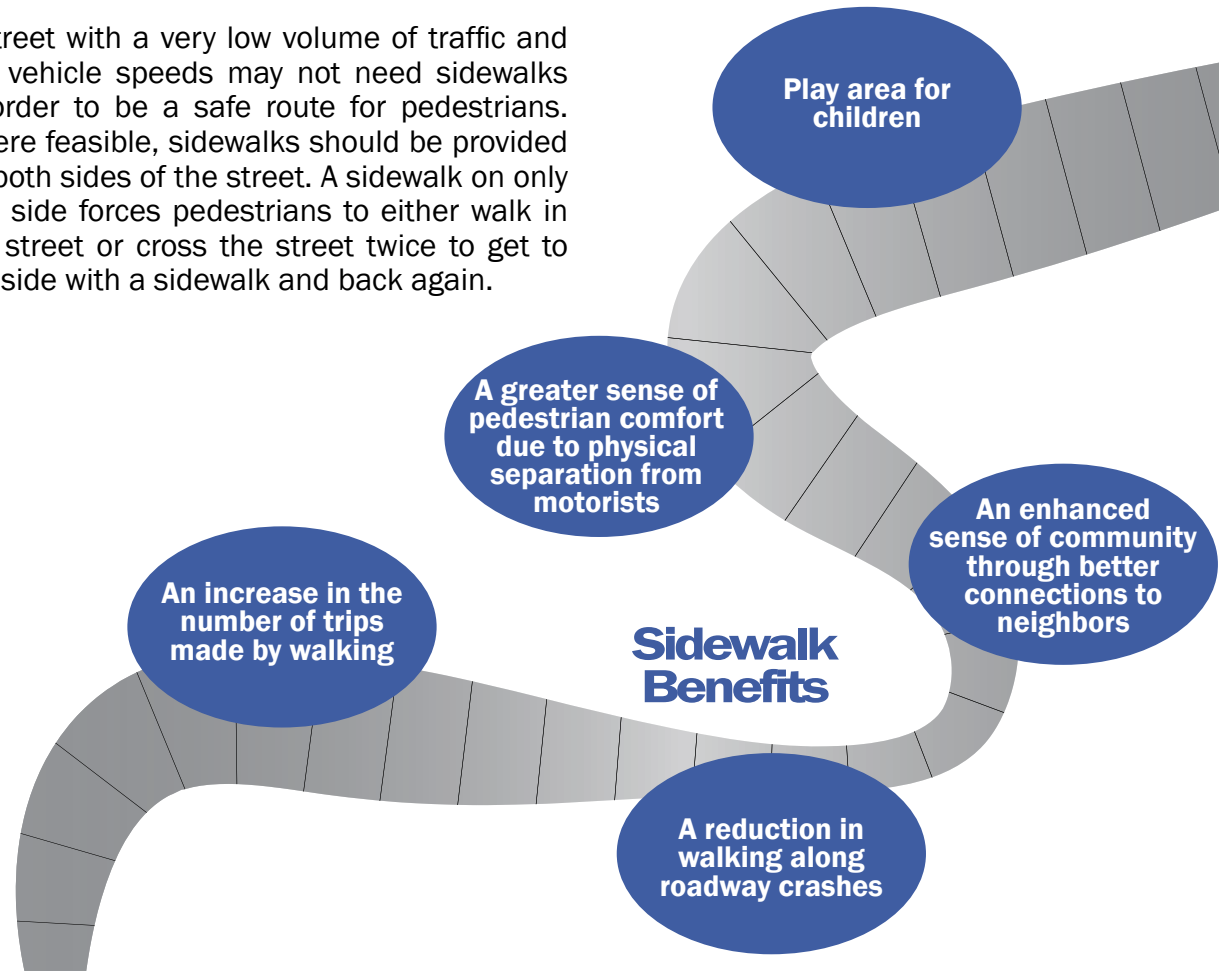 treet with a very low volume of traffic and
vehicle speeds may not need sidewalks
order to be a safe route for pedestrians.
ere feasible, sidewalks should be provided
both sides of the street. A sidewalk on only
side forces pedestrians to either walk in
street or cross the street twice to get to
side with a sidewalk and back again.
Play area for
children
A greater sense of
pedestrian comfort
due to physical
separation from
motorists
An enhanced
sense of community
through better
connections to
neighbors
An increase in the
number of trips
made by walking
Sidewalk
Benefits
A reduction in
walking along
roadway crashes